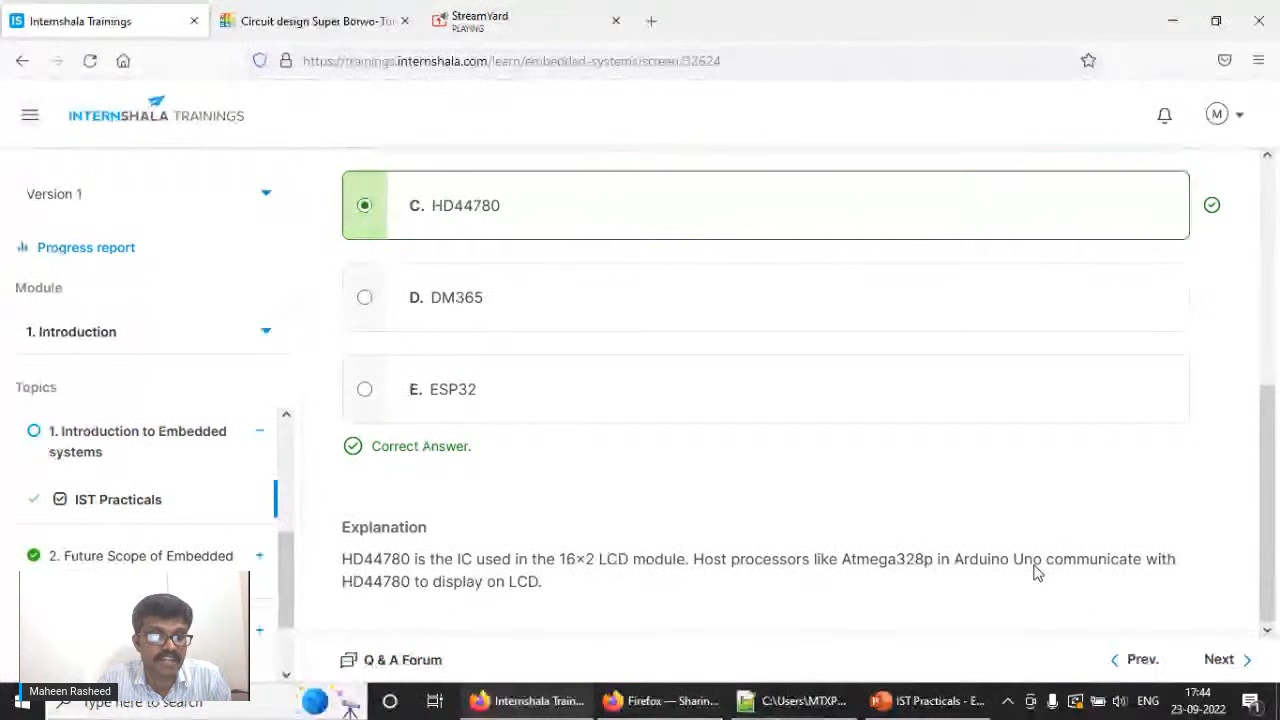 Internshala Trainings
Circuit design Super Borwo-Tur
StreamYard
PLAYING
https://trainings.internshala.com/learn/embedded-systems/screen/32624
INTERNSHALA TRAININGS
M
Version 1
Progress report
Module
1. Introduction
Topics
1. Introduction to Embedded
systems
IST Practicals
2. Future Scope of Embedded
C. HD44780
D. DM365
E. ESP32
Correct Answer.
Explanation
HD44780 is the IC used in the 16×2 LCD module. Host processors like Atmega328p in Arduino Uno communicate with
HD44780 to display on LCD.
Q & A Forum
Prev.
Next
Maheen Rasheed
Type here to search
Internshala Train...
Firefox — Sharin...
C:\Users\MTXP...
IST Practicals - E...
ENG
17:44
23-09-2022